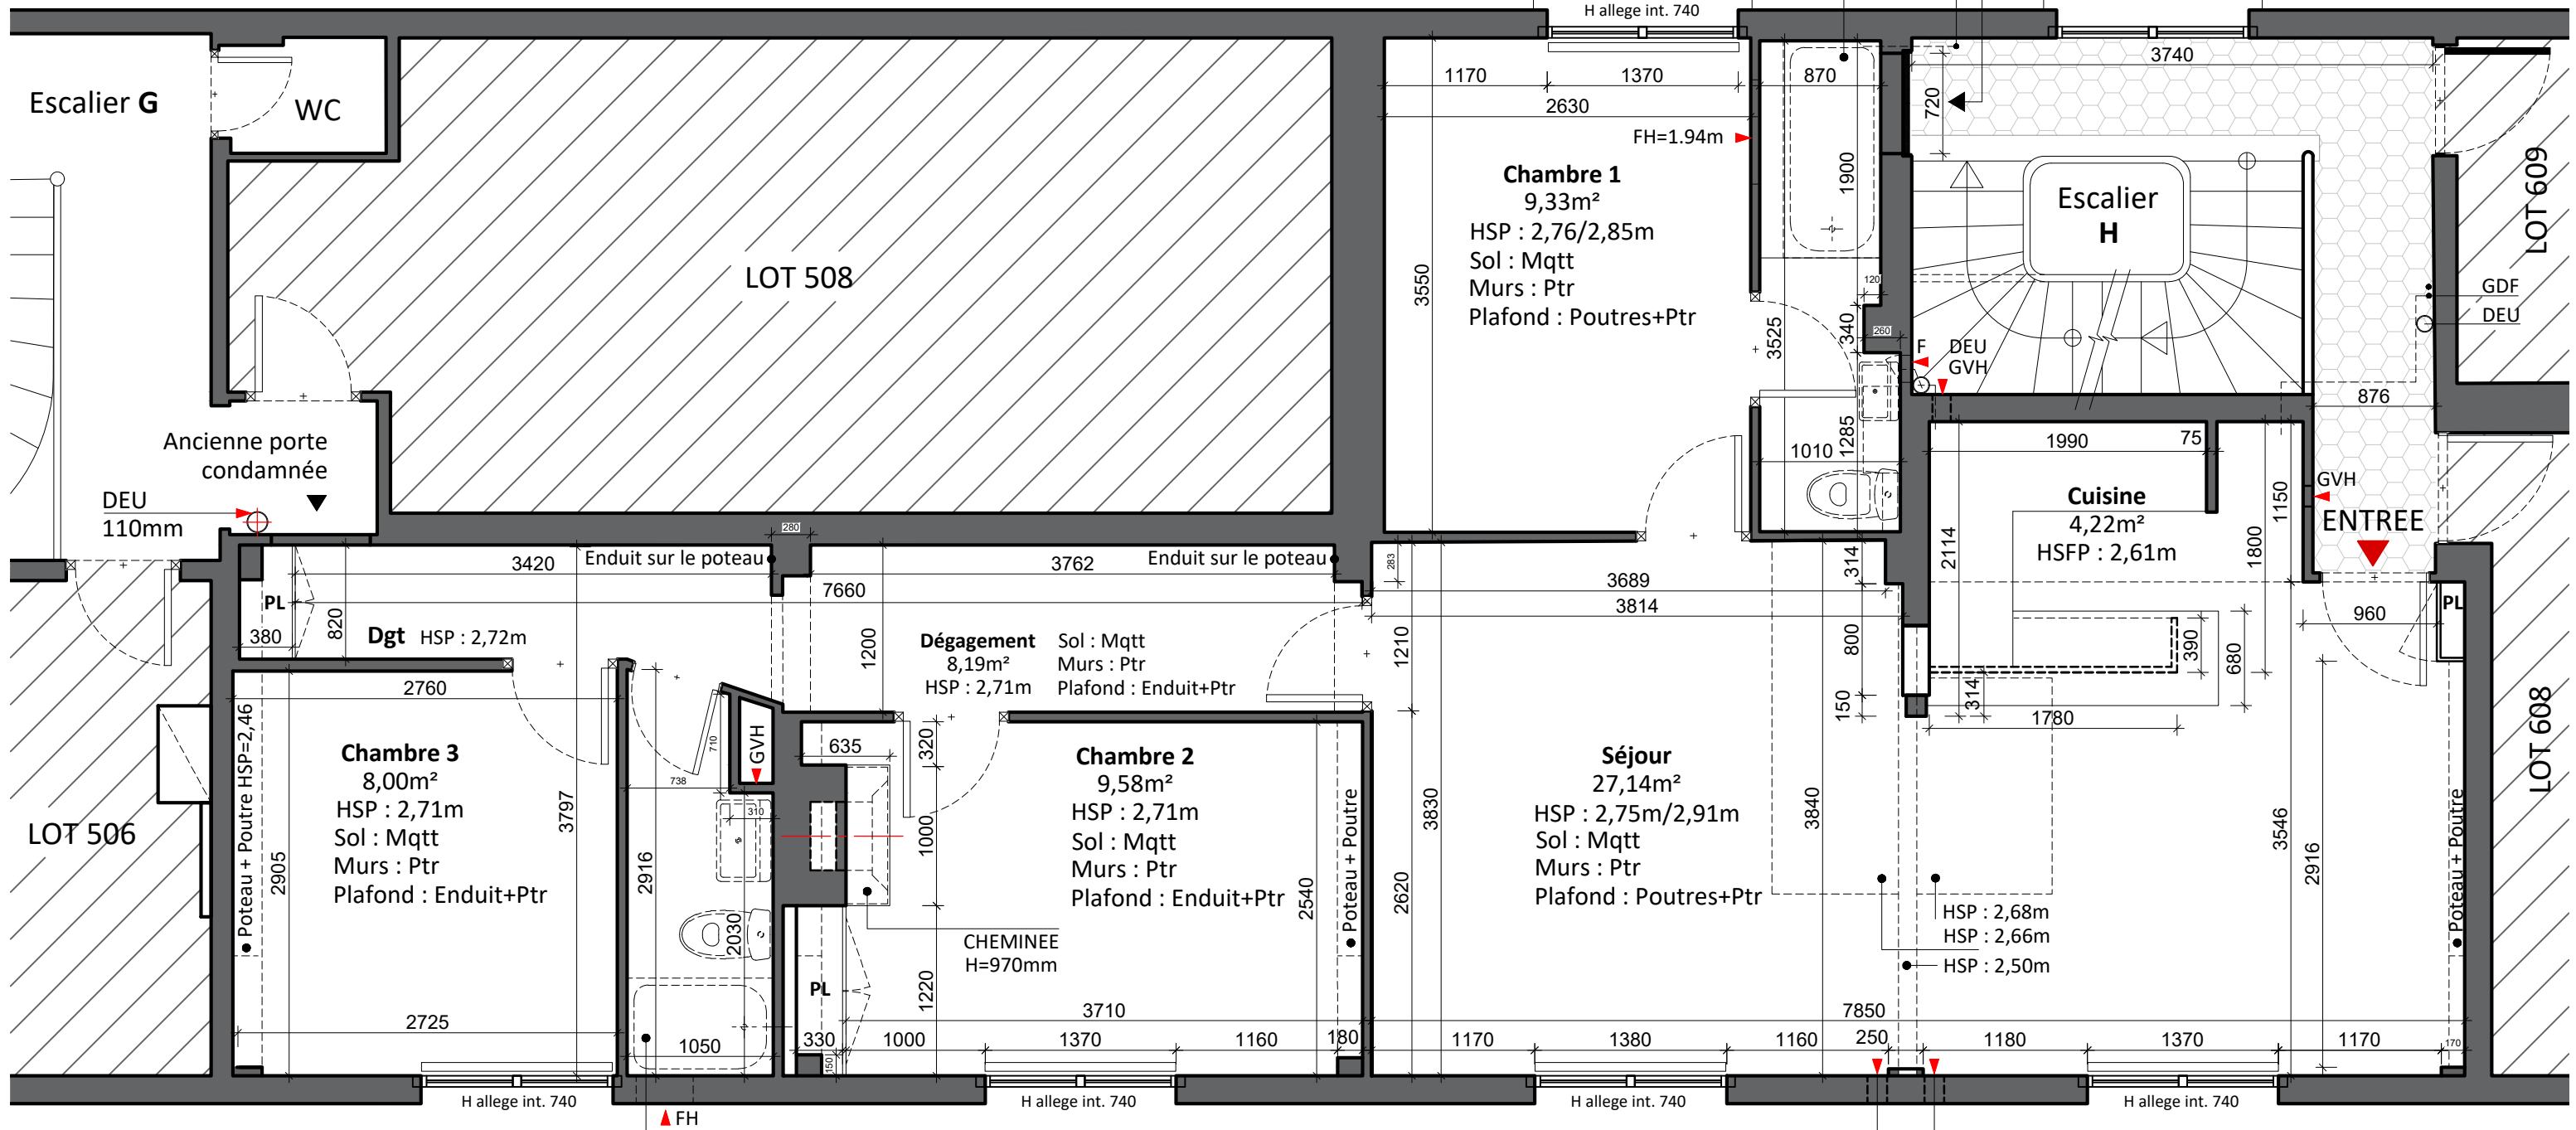 H allege int. 740
Escalier G
WC
LOT 508
Ancienne porte
condamnée
DEU
110mm
1170
1370
2630
870
FH=1.94m
Chambre 1
9,33m²
HSP : 2,76/2,85m
Sol : Mqtt
Murs : Ptr
Plafond : Poutres+Ptr
3550
3525
1900
120
340
260
1285
1010
3740
720
Escalier
H
LOT 609
GDF
DEU
F
DEU
GVH
876
1990
75
Cuisine
4,22m²
HSFP : 2,61m
1150
GVH
ENTREE
2114
1800
960
PL
390
680
314
1780
280
3420
Enduit sur le poteau
3762
Enduit sur le poteau
7660
PL
380
820
Dgt HSP : 2,72m
1200
Dégagement
8,19m²
HSP : 2,71m
Sol : Mqtt
Murs : Ptr
Plafond : Enduit+Ptr
283
1210
3689
3814
314
800
150
2760
Poteau + Poutre HSP=2,46
LOT 506
Chambre 3
8,00m²
HSP : 2,71m
Sol : Mqtt
Murs : Ptr
Plafond : Enduit+Ptr
2905
3797
2725
2916
710
738
GVH
310
2030
1050
635
320
1000
1220
CHEMINEE
H=970mm
PL
Chambre 2
9,58m²
HSP : 2,71m
Sol : Mqtt
Murs : Ptr
Plafond : Enduit+Ptr
2540
Poteau + Poutre
3710
330
150
1000
1370
1160
180
2620
3830
Séjour
27,14m²
HSP : 2,75m/2,91m
Sol : Mqtt
Murs : Ptr
Plafond : Poutres+Ptr
3840
HSP : 2,68m
HSP : 2,66m
HSP : 2,50m
3546
2916
Poteau + Poutre
LOT 608
7850
1170
1380
1160
250
1180
1370
1170
170
H allege int. 740
FH
H allege int. 740
H allege int. 740
H allege int. 740